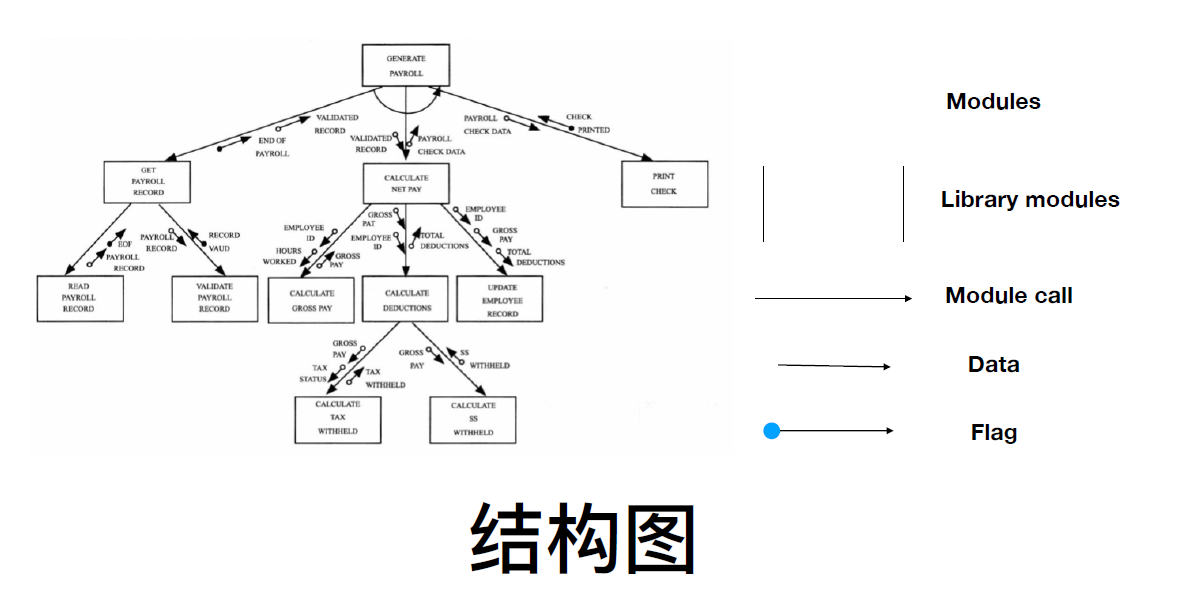 GENERATE
PAYROLL
VALIDATED
RECORD
END OF
PAYROLL
VALIDATED
RECORD
PAYROLL
CHECK DATA
PAYROLL
CHECK DATA
CHECK
PRINTED
GET
PAYROLL
RECORD
CALCULATE
NET PAY
PRINT
CHECK
EOF
PAYROLL
RECORD
PAYROLL
RECORD
RECORD
VAUD
EMPLOYEE
ID
HOURS
WORKED
GROSS
PAY
GROSS
PAT
EMPLOYEE
ID
TOTAL
DEDUCTIONS
EMPLOYEE
ID
GROSS
PAY
TOTAL
DEDUCTIONS
READ
PAYROLL
RECORD
VALIDATE
PAYROLL
RECORD
CALCULATE
GROSS PAY
CALCULATE
DEDUCTIONS
UPDATE
EMPLOYEE
RECORD
GROSS
PAY
TAX
STATUS
TAX
WITHHELD
GROSS
PAY
SS
WITHHELD
CALCULATE
TAX
WITHHELD
CALCULATE
SS
WITHHELD
Modules
Library modules
Module call
Data
Flag
结构图